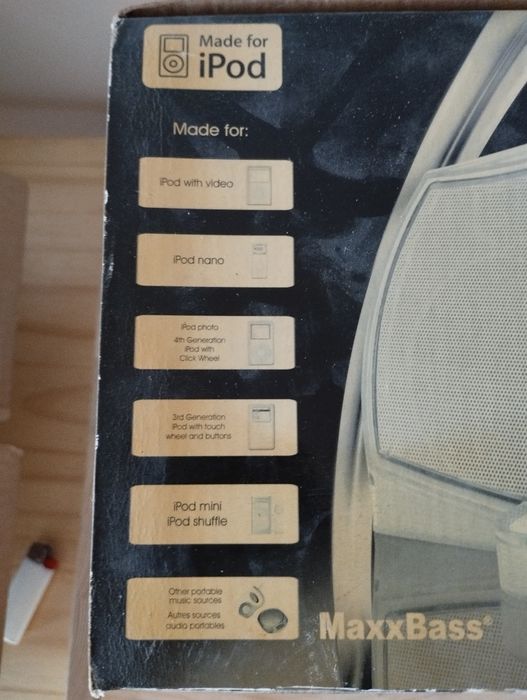 Made for
iPod
Made for:
iPod with video
iPod nano
iPod photo
4th Generation
iPod with
Click Wheel
3rd Generation
iPod with touch
wheel and buttons
iPod mini
iPod shuffle
Other portable
music sources
Autres sources
audio portables
MaxxBass®